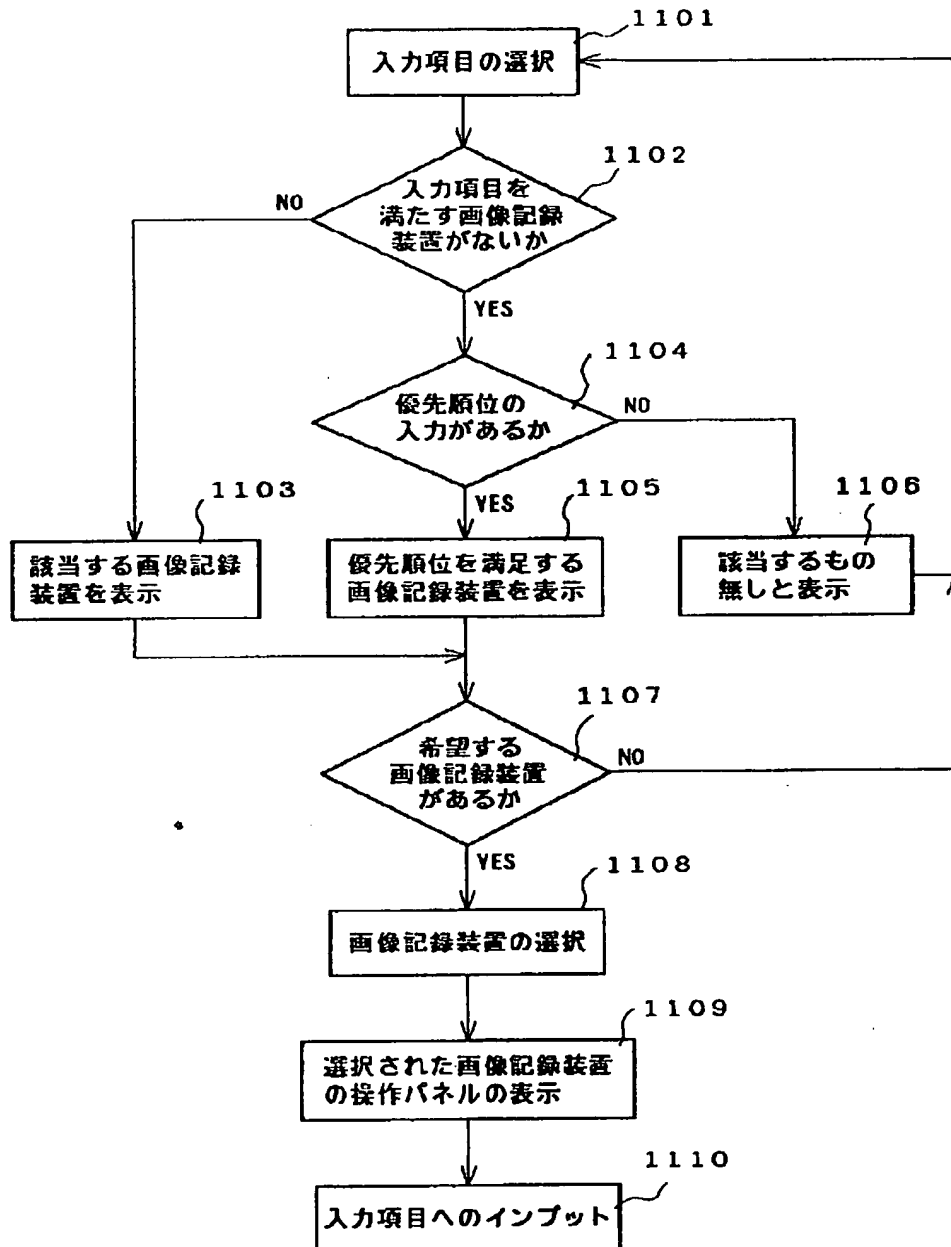 1101
入力項目の選択
1102
入力項目を
満たす画像記録
装置がないか
NO
YES
1104
優先順位の
入力があるか
NO
YES
1103
該当する画像記録
装置を表示
1105
優先順位を満足する
画像記録装置を表示
1106
該当するもの
無しと表示
1107
希望する
画像記録装置
があるか
NO
YES
1108
画像記録装置の選択
1109
選択された画像記録装置
の操作パネルの表示
1110
入力項目へのインプット